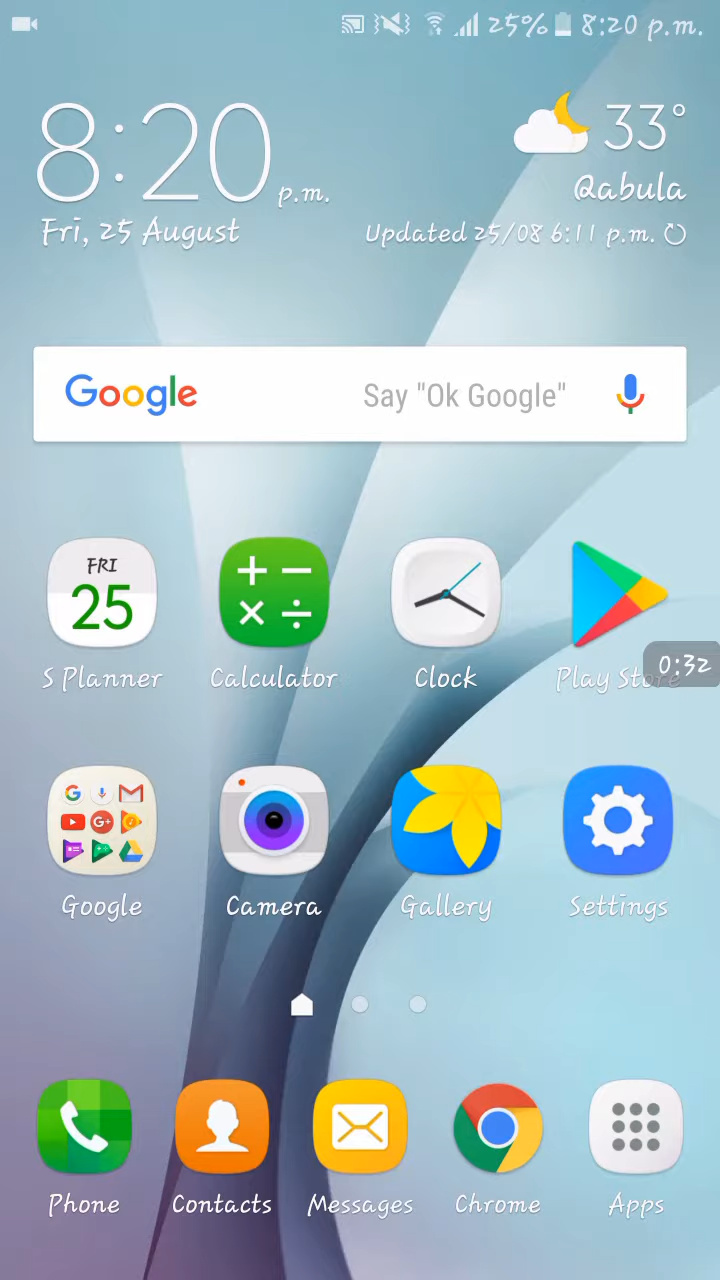 25% 8:20 p.m.
8:20 p.m.
Fri, 25 August
33°
Qabula
Updated 25/08 6:11 p.m.
Google Say "Ok Google"
FRI
25
S Planner Calculator Clock Play Store
0:32
Google Camera Gallery Settings
Phone Contacts Messages Chrome Apps